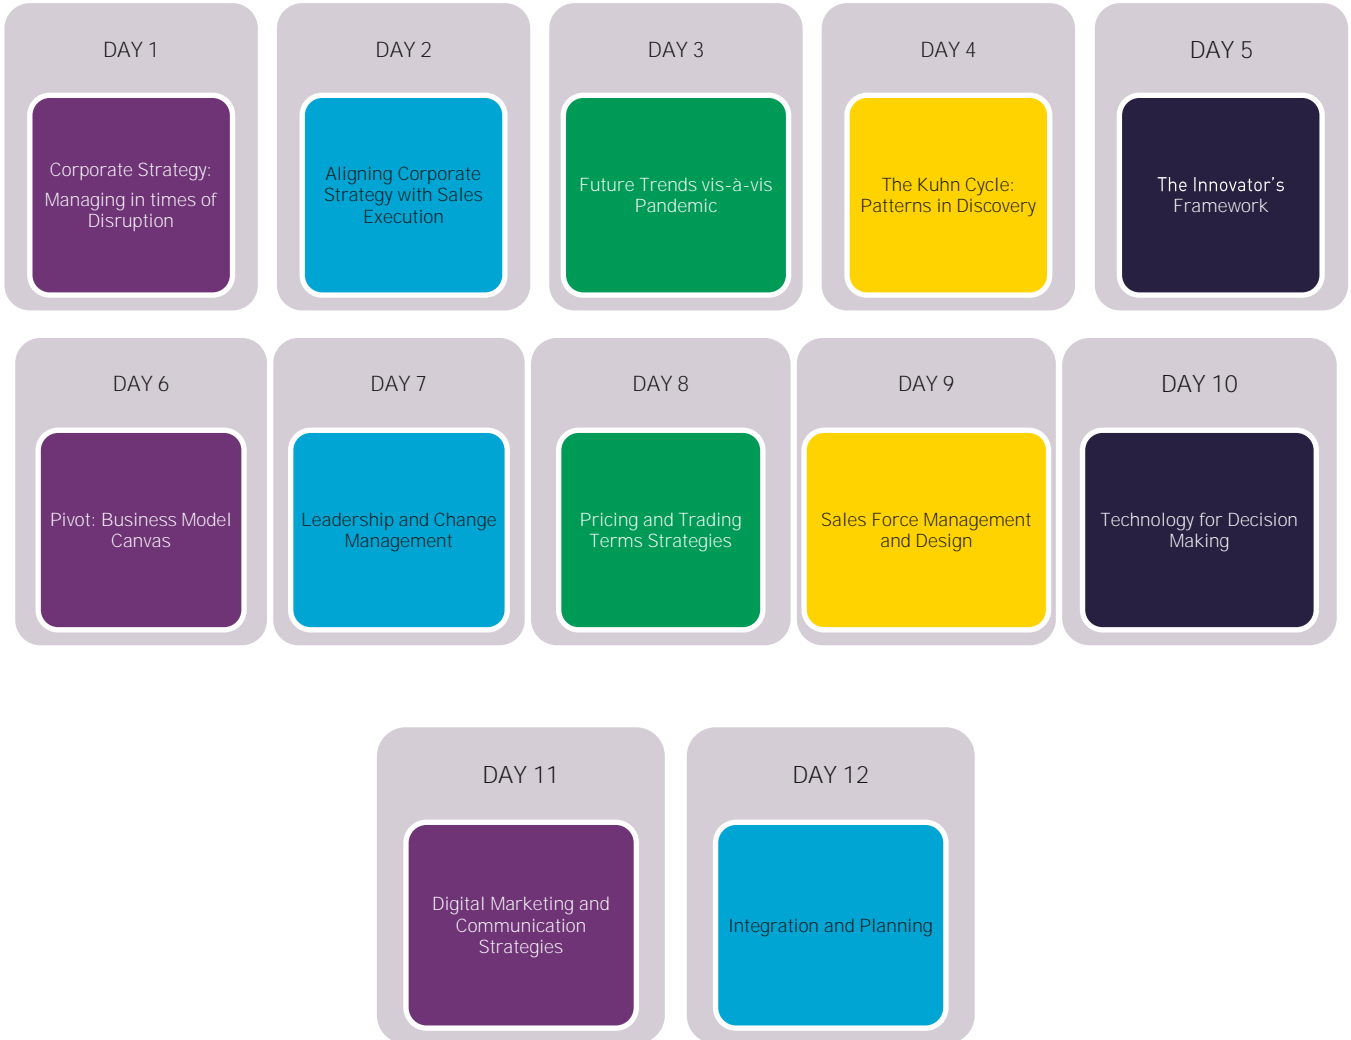 DAY 1
Corporate Strategy:
Managing in times of
Disruption
DAY 2
Aligning Corporate
Strategy with Sales
Execution
DAY 3
Future Trends vis-à-vis
Pandemic
DAY 4
The Kuhn Cycle:
Patterns in Discovery
DAY 5
The Innovator’s
Framework
DAY 6
Pivot: Business Model
Canvas
DAY 7
Leadership and Change
Management
DAY 8
Pricing and Trading
Terms Strategies
DAY 9
Sales Force Management
and Design
DAY 10
Technology for Decision
Making
DAY 11
Digital Marketing and
Communication
Strategies
DAY 12
Integration and Planning